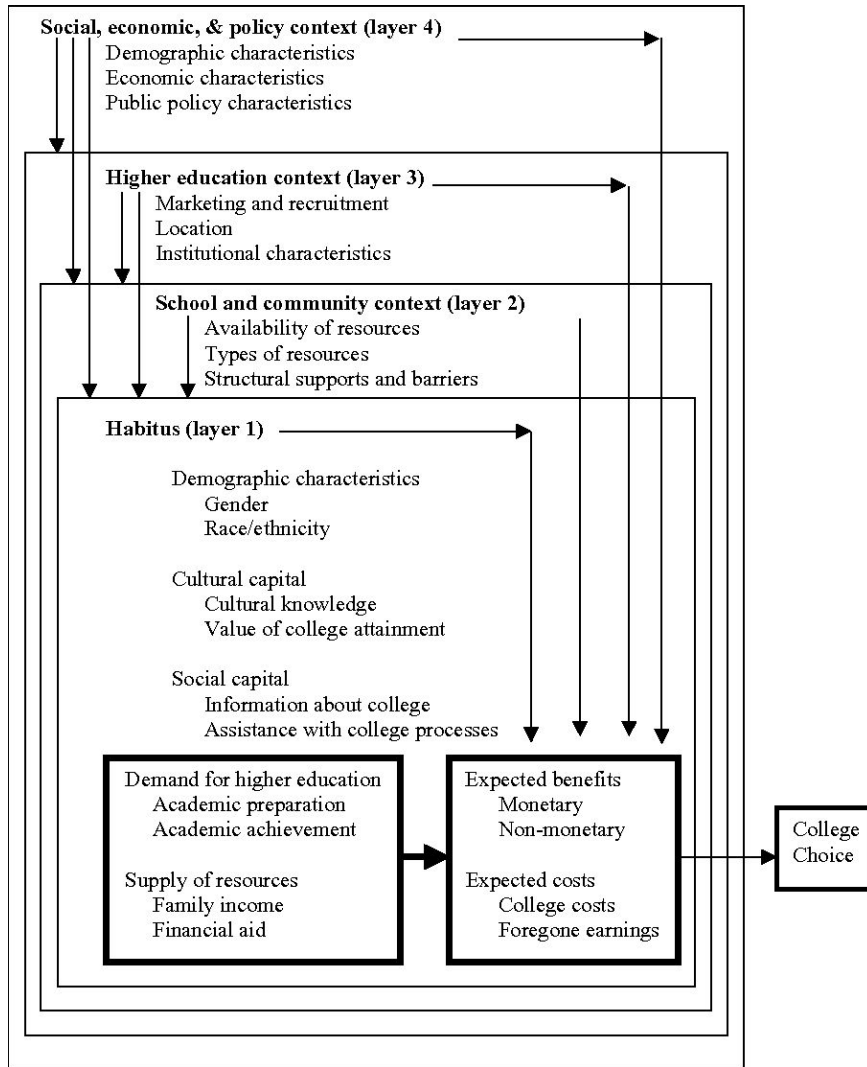 Social, economic, & policy context (layer 4)
Demographic characteristics
Economic characteristics
Public policy characteristics
Higher education context (layer 3)
Marketing and recruitment
Location
Institutional characteristics
School and community context (layer 2)
Availability of resources
Types of resources
Structural supports and barriers
Habitus (layer 1)
Demographic characteristics
Gender
Race/ethnicity
Cultural capital
Cultural knowledge
Value of college attainment
Social capital
Information about college
Assistance with college processes
Demand for higher education
Academic preparation
Academic achievement
Supply of resources
Family income
Financial aid
Expected benefits
Monetary
Non-monetary
Expected costs
College costs
Foregone earnings
College
Choice